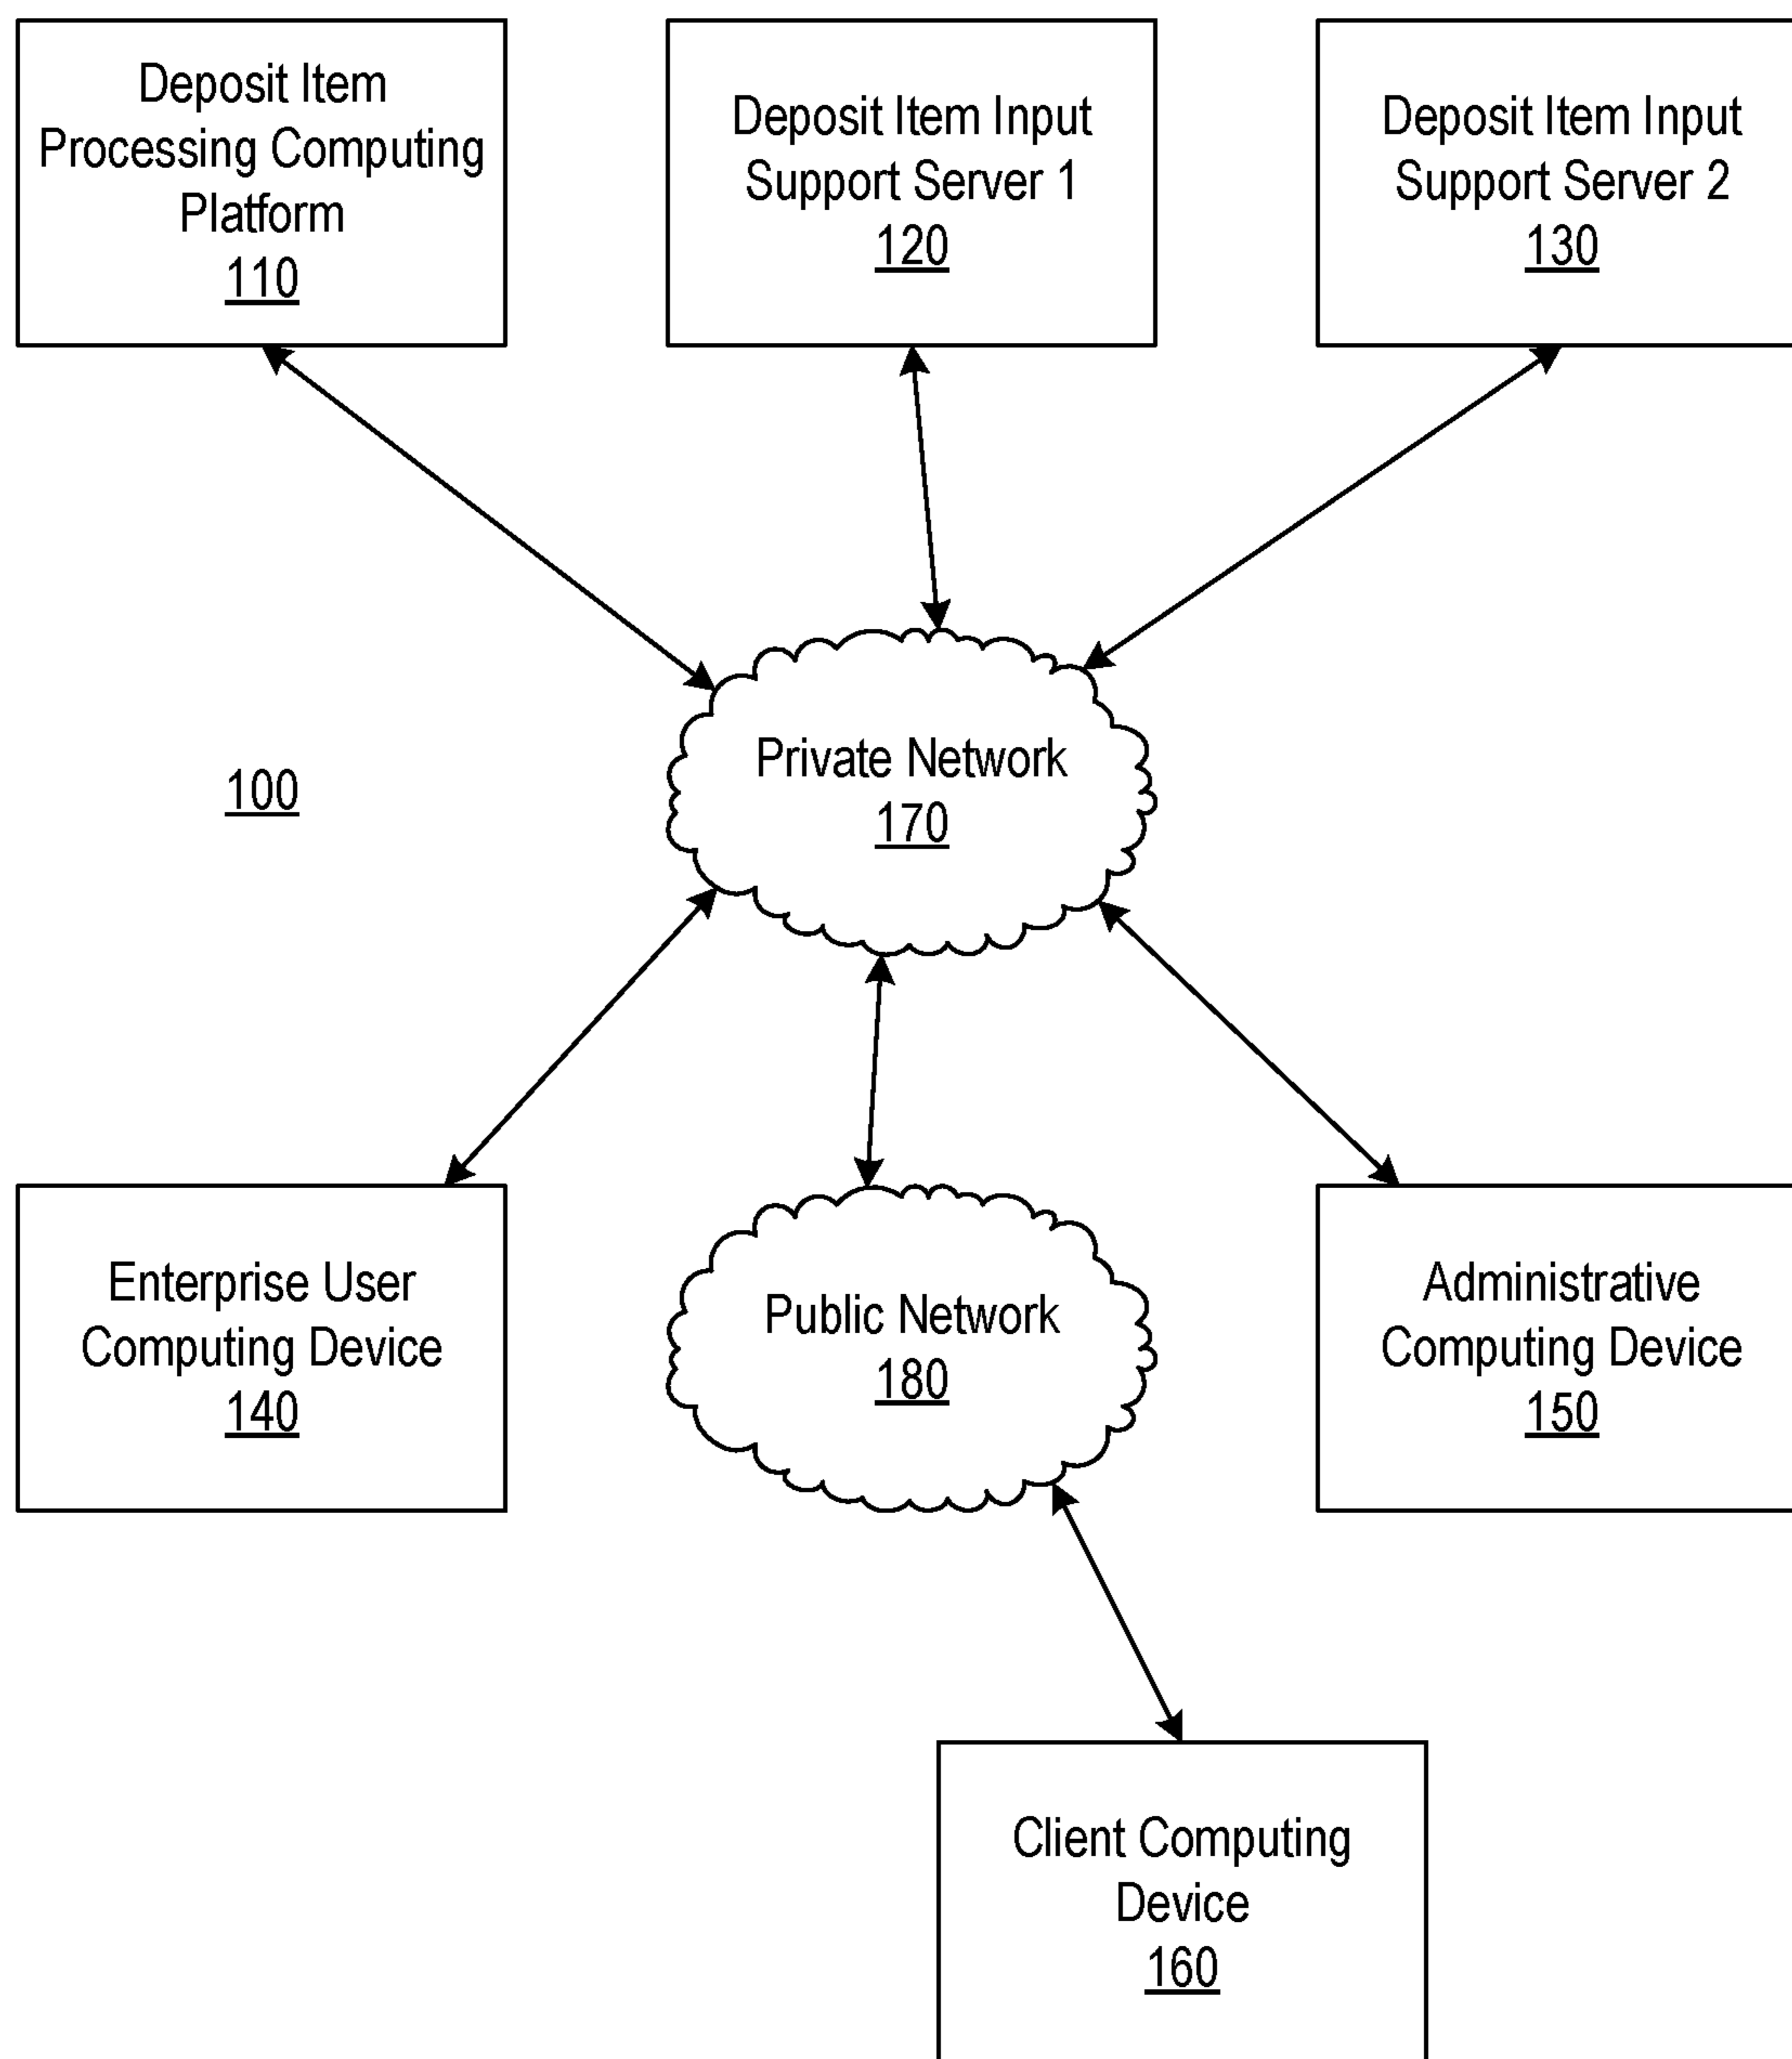 Deposit Item
Processing Computing
Platform
110
Deposit Item Input
Support Server 1
120
Deposit Item Input
Support Server 2
130
Private Network
170
100
Enterprise User
Computing Device
140
Public Network
180
Administrative
Computing Device
150
Client Computing
Device
160